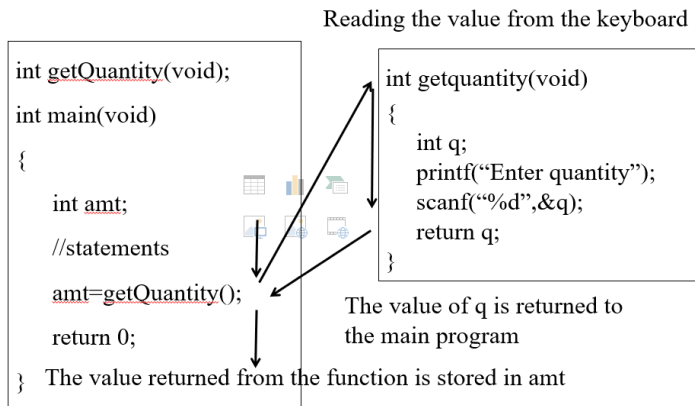 Reading the value from the keyboard
int getQuantity(void);
int main(void)
{
int amt;
//statements
amt=getQuantity();
return 0;
}
int getquantity(void)
{
int q;
printf(“Enter quantity”);
scanf(“%d”,&q);
return q;
}
The value of q is returned to
the main program
The value returned from the function is stored in amt